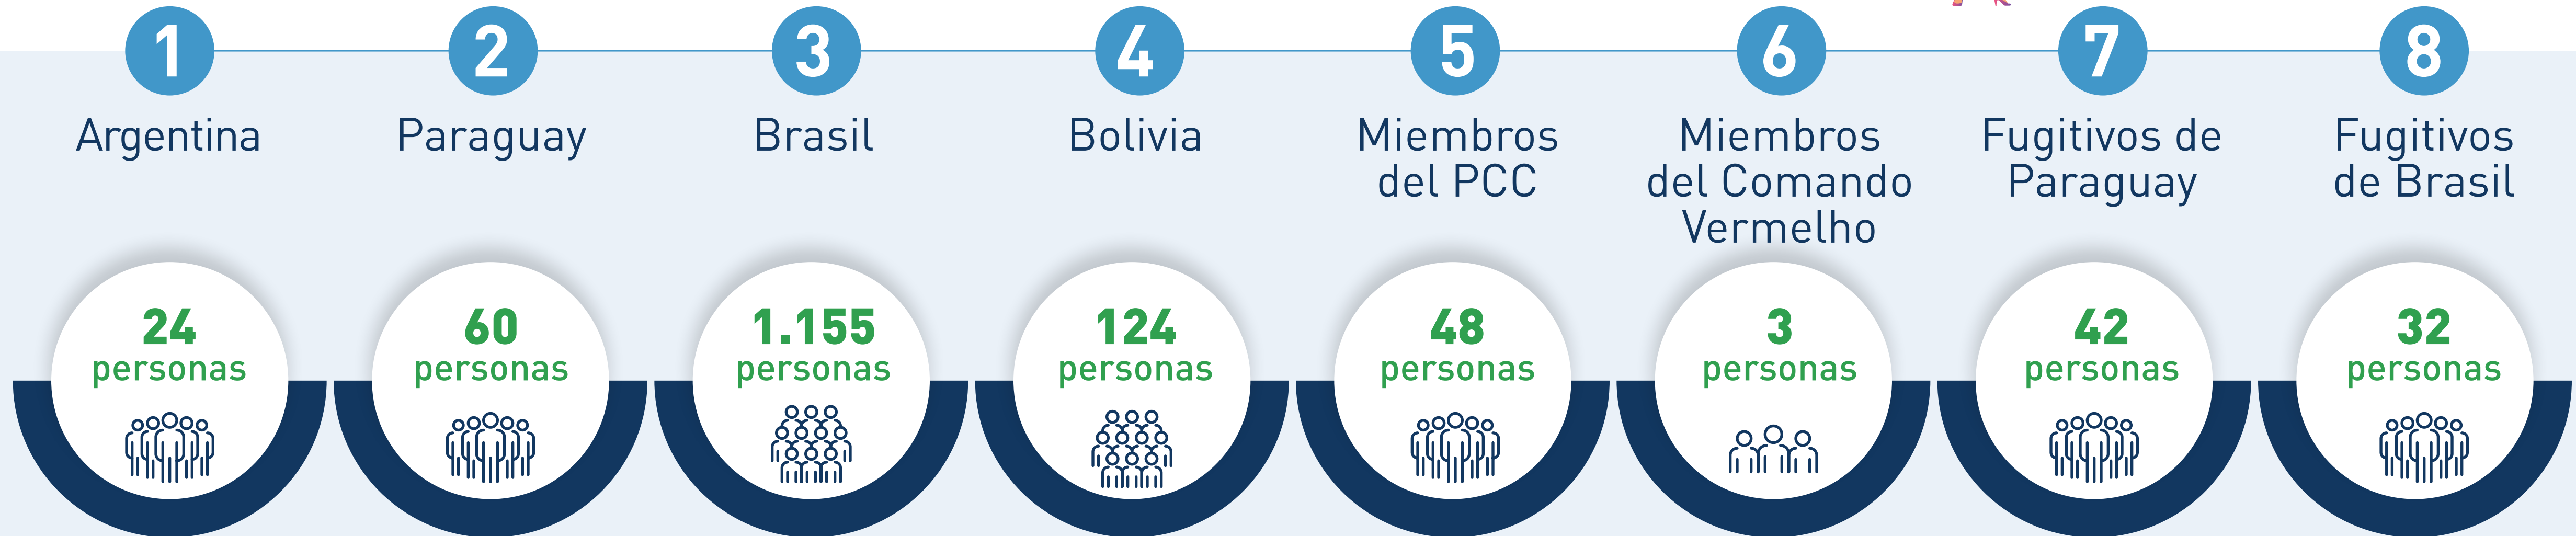 1
Argentina
24
personas
2
Paraguay
60
personas
3
Brasil
1.155
personas
4
Bolivia
124
personas
5
Miembros
del PCC
48
personas
6
Miembros
del Comando
Vermelho
3
personas
7
Fugitivos de
Paraguay
42
personas
8
Fugitivos
de Brasil
32
personas